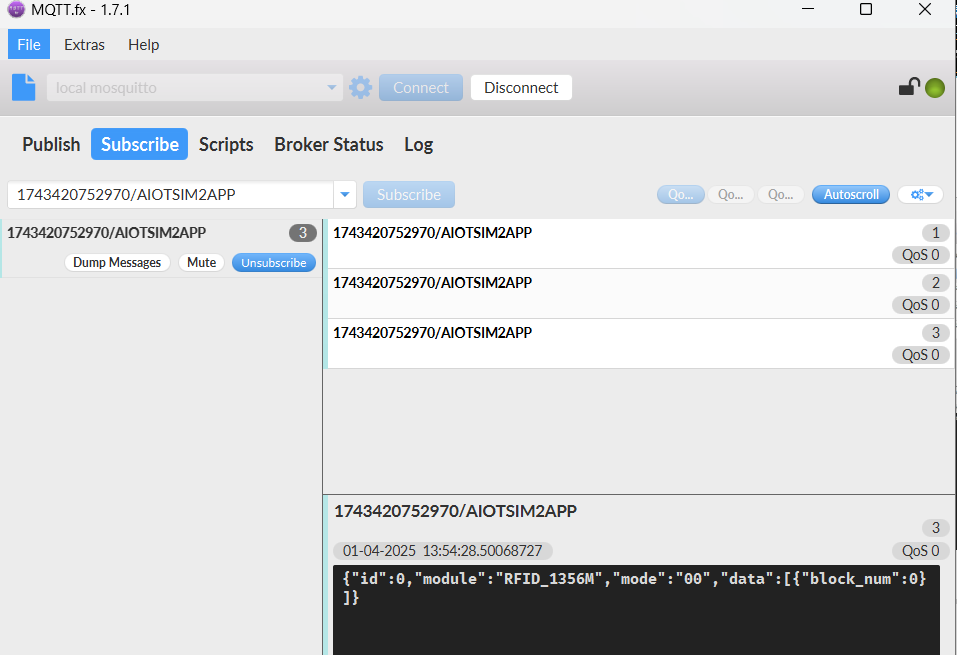 MQTT.fx - 1.7.1
File Extras Help
local mosquitto Connect Disconnect
Publish Subscribe Scripts Broker Status Log
1743420752970/AIOTSIM2APP Subscribe Qo... Qo... Qo... Autoscroll
1743420752970/AIOTSIM2APP 3
Dump Messages Mute Unsubscribe
1743420752970/AIOTSIM2APP 1
QoS 0
1743420752970/AIOTSIM2APP 2
QoS 0
1743420752970/AIOTSIM2APP 3
QoS 0
1743420752970/AIOTSIM2APP
3
01-04-2025 13:54:28.50068727 QoS 0
{"id":0,"module":"RFID_1356M","mode":"00","data":[{"block_num":0}
]}